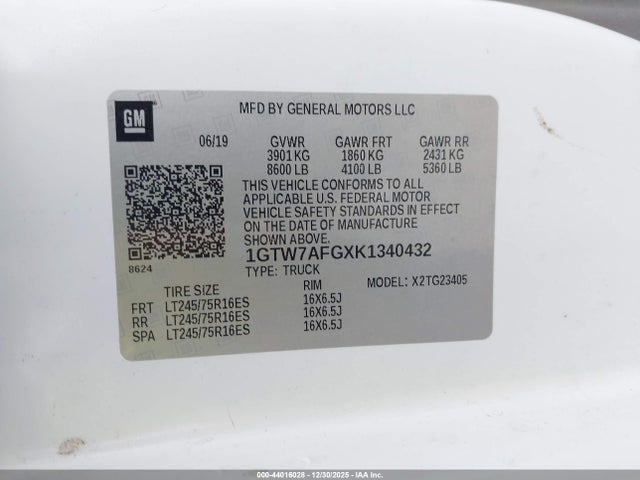 GM
MFD BY GENERAL MOTORS LLC
06/19 GVWR GAWR FRT GAWR RR
3901 KG 1860 KG 2431 KG
8600 LB 4100 LB 5360 LB
THIS VEHICLE CONFORMS TO ALL
APPLICABLE U.S. FEDERAL MOTOR
VEHICLE SAFETY STANDARDS IN EFFECT
ON THE DATE OF MANUFACTURE
SHOWN ABOVE.
8624
1GTW7AFGXK1340432
TYPE: TRUCK
MODEL: X2TG23405
TIRE SIZE RIM
FRT LT245/75R16ES 16X6.5J
RR LT245/75R16ES 16X6.5J
SPA LT245/75R16ES 16X6.5J
000-44016028 - 12/30/2025 - Copyright © 2025 IAA, Inc.